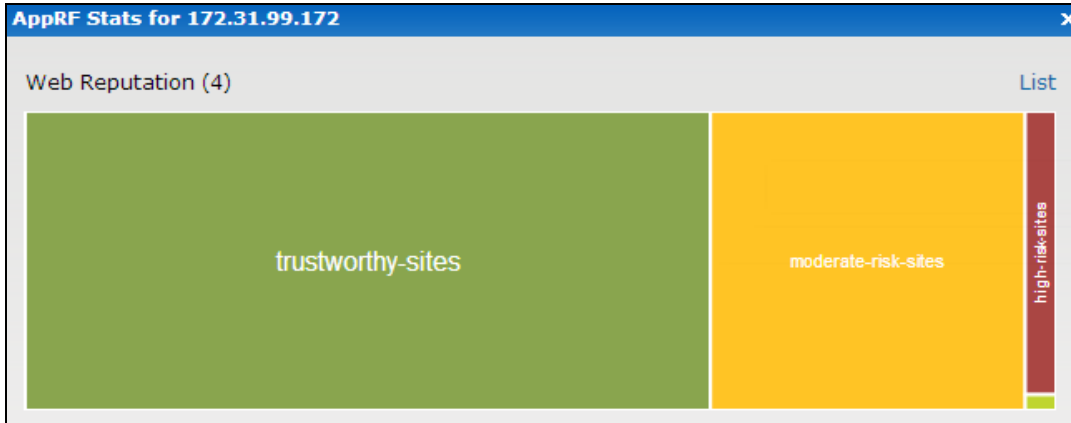 AppRF Stats for 172.31.99.172 x
Web Reputation (4) List
trustworthy-sites
moderate-risk-sites
high-risk-sites